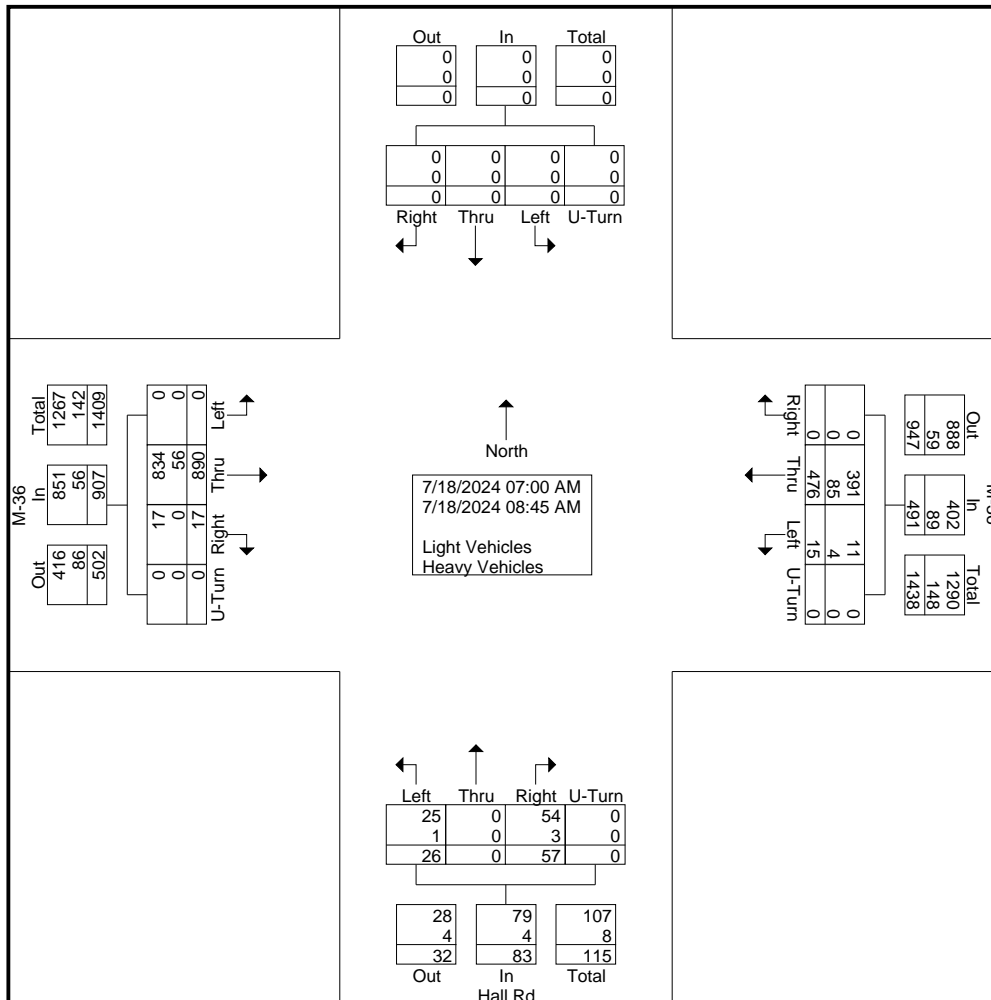 Out In Total
0 0 0
0 0 0
0 0 0
0 0 0 0
0 0 0 0
0 0 0 0
Right Thru Left U-Turn
M-36
Out In Total
416 851 1267
86 56 142
502 907 1409
0 17 834 0
0 0 56 0
0 17 890 0
U-Turn Right Thru Left
North
7/18/2024 07:00 AM
7/18/2024 08:45 AM
Light Vehicles
Heavy Vehicles
Out In Total
888 402 1290
59 89 148
947 491 1438
0 391 11 0
0 85 4 0
0 476 15 0
Right Thru Left U-Turn
Left Thru Right U-Turn
25 0 54 0
1 0 3 0
26 0 57 0
28 79 107
4 4 8
32 83 115
Out In Total
Hall Rd